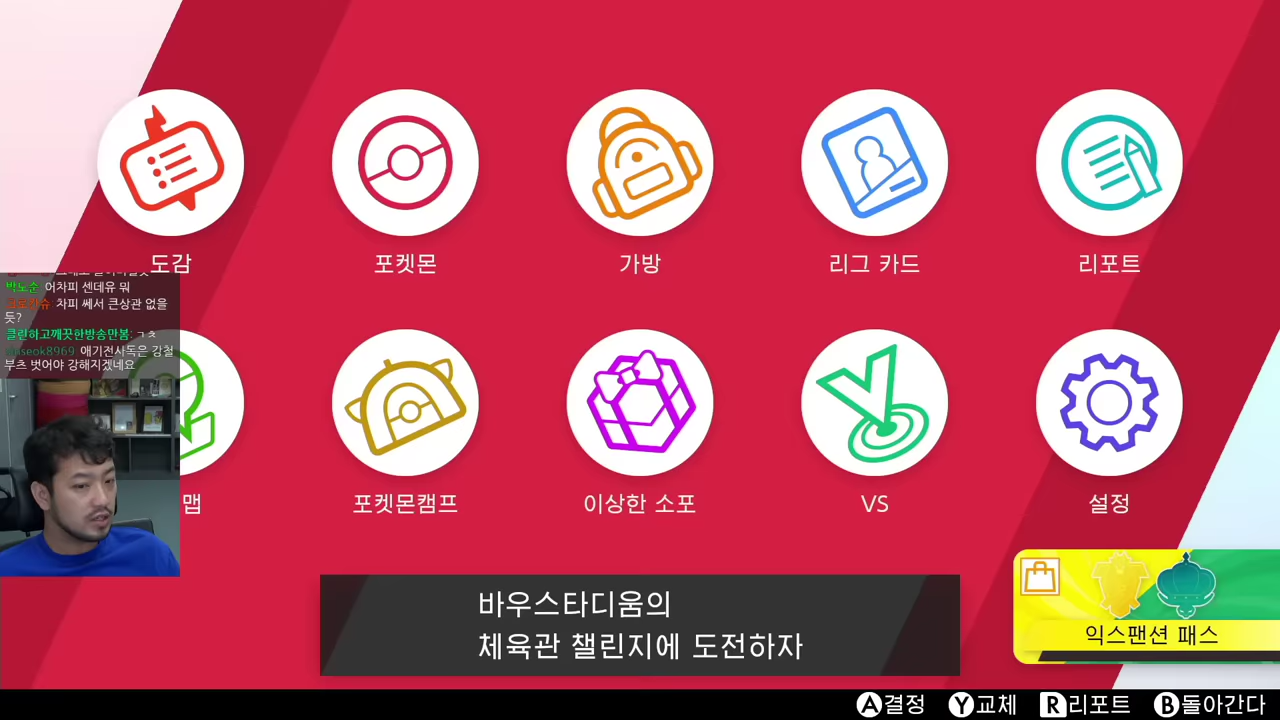 도감
포켓몬
가방
리그 카드
리포트
박노준 어차피 센데유 뭐
차피 쎄서 큰상관 없을
듯?
클린하고깨끗한방송만봄: ㄱㅊ
애기전사독은 강철
부츠 벗어야 강해지겠네요
맵
포켓몬캠프
이상한 소포
VS
설정
바우스타디움의
체육관 챌린지에 도전하자
익스팬션 패스
A결정
Y교체
R리포트
B돌아간다